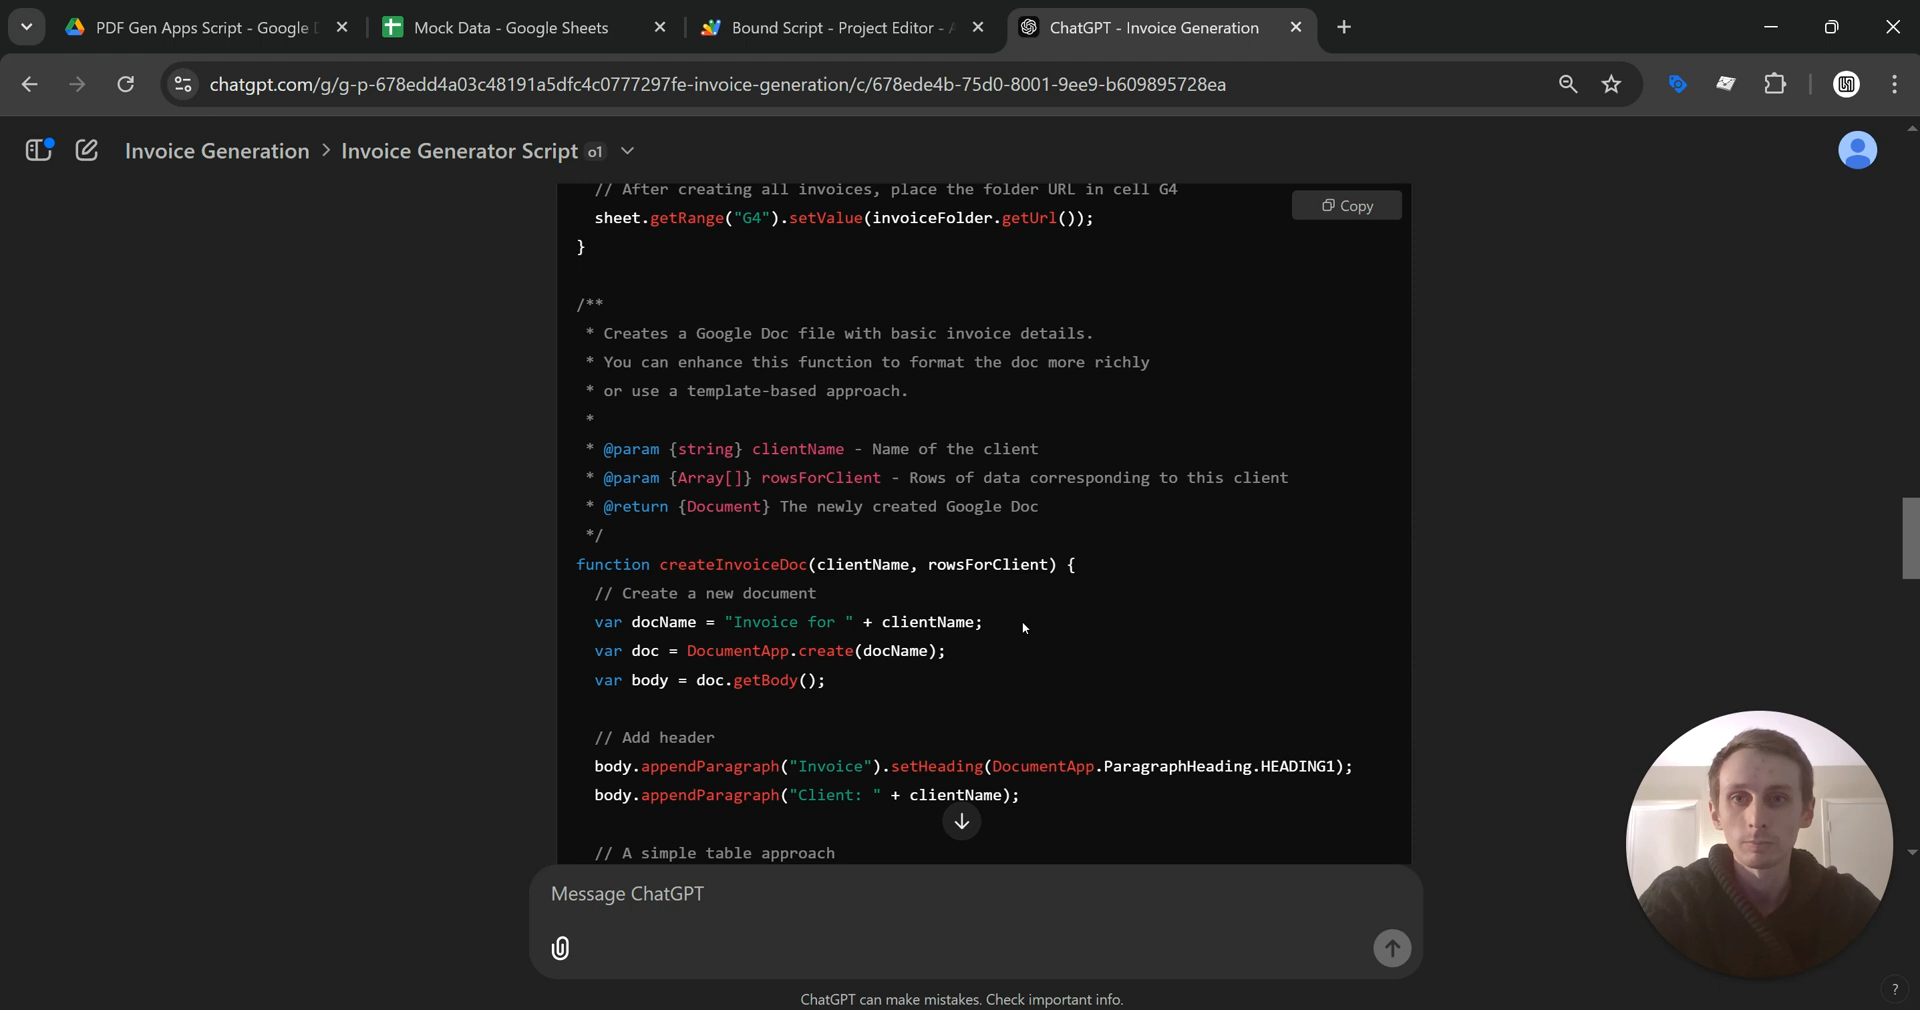 PDF Gen Apps Script - Google D
Mock Data - Google Sheets
Bound Script - Project Editor - A
ChatGPT - Invoice Generation
chatgpt.com/g/g-p-678edd4a03c48191a5dfc4c0777297fe-invoice-generation/c/678ede4b-75d0-8001-9ee9-b609895728ea
Invoice Generation > Invoice Generator Script o1
Copy
// After creating all invoices, place the folder URL in cell G4
sheet.getRange("G4").setValue(invoiceFolder.getUrl());
}
/**
* Creates a Google Doc file with basic invoice details.
* You can enhance this function to format the doc more richly
* or use a template-based approach.
*
* @param {string} clientName - Name of the client
* @param {Array[]} rowsForClient - Rows of data corresponding to this client
* @return {Document} The newly created Google Doc
*/
function createInvoiceDoc(clientName, rowsForClient) {
// Create a new document
var docName = "Invoice for " + clientName;
var doc = DocumentApp.create(docName);
var body = doc.getBody();
// Add header
body.appendParagraph("Invoice").setHeading(DocumentApp.ParagraphHeading.HEADING1);
body.appendParagraph("Client: " + clientName);
// A simple table approach
Message ChatGPT
ChatGPT can make mistakes. Check important info.
?